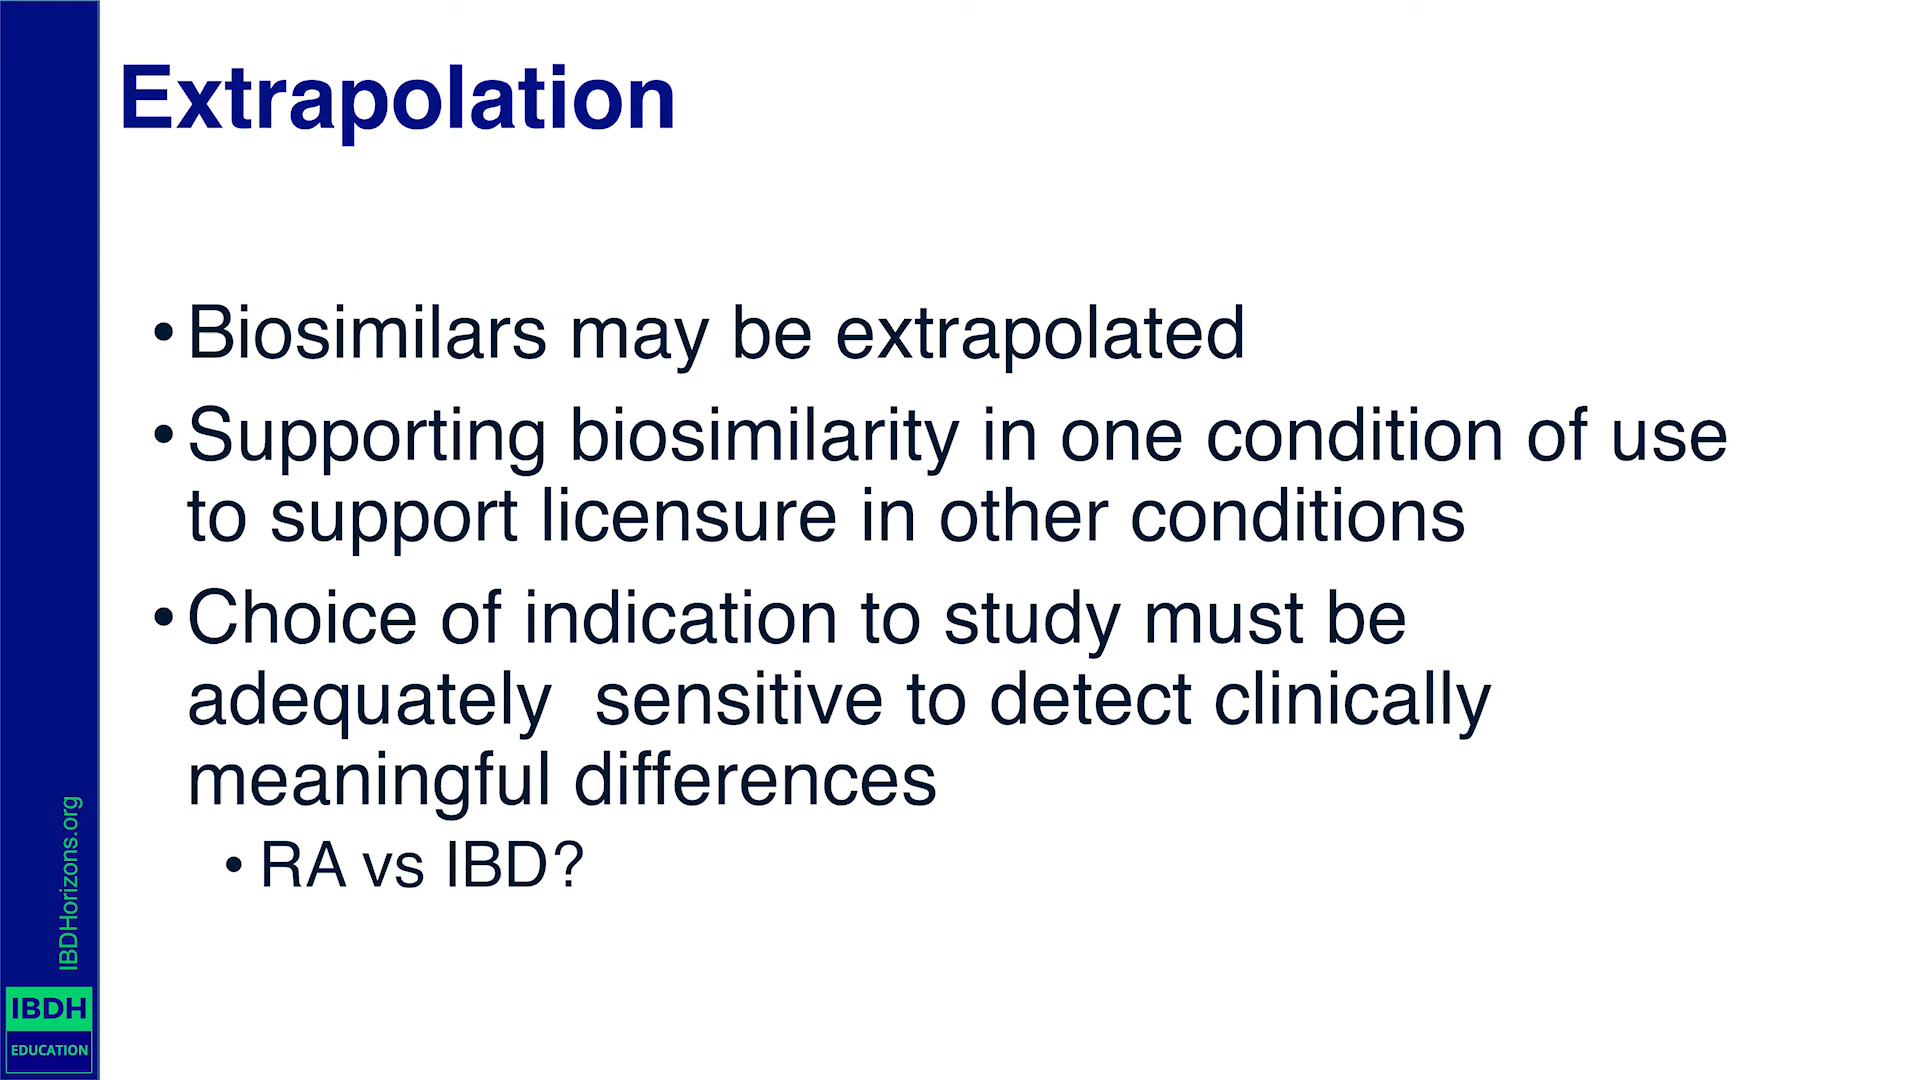 Extrapolation
•Biosimilars may be extrapolated
•Supporting biosimilarity in one condition of use
to support licensure in other conditions
•Choice of indication to study must be
adequately  sensitive to detect clinically
meaningful differences
• RA vs IBD?
IBDHorizons.org
IBDH
EDUCATION